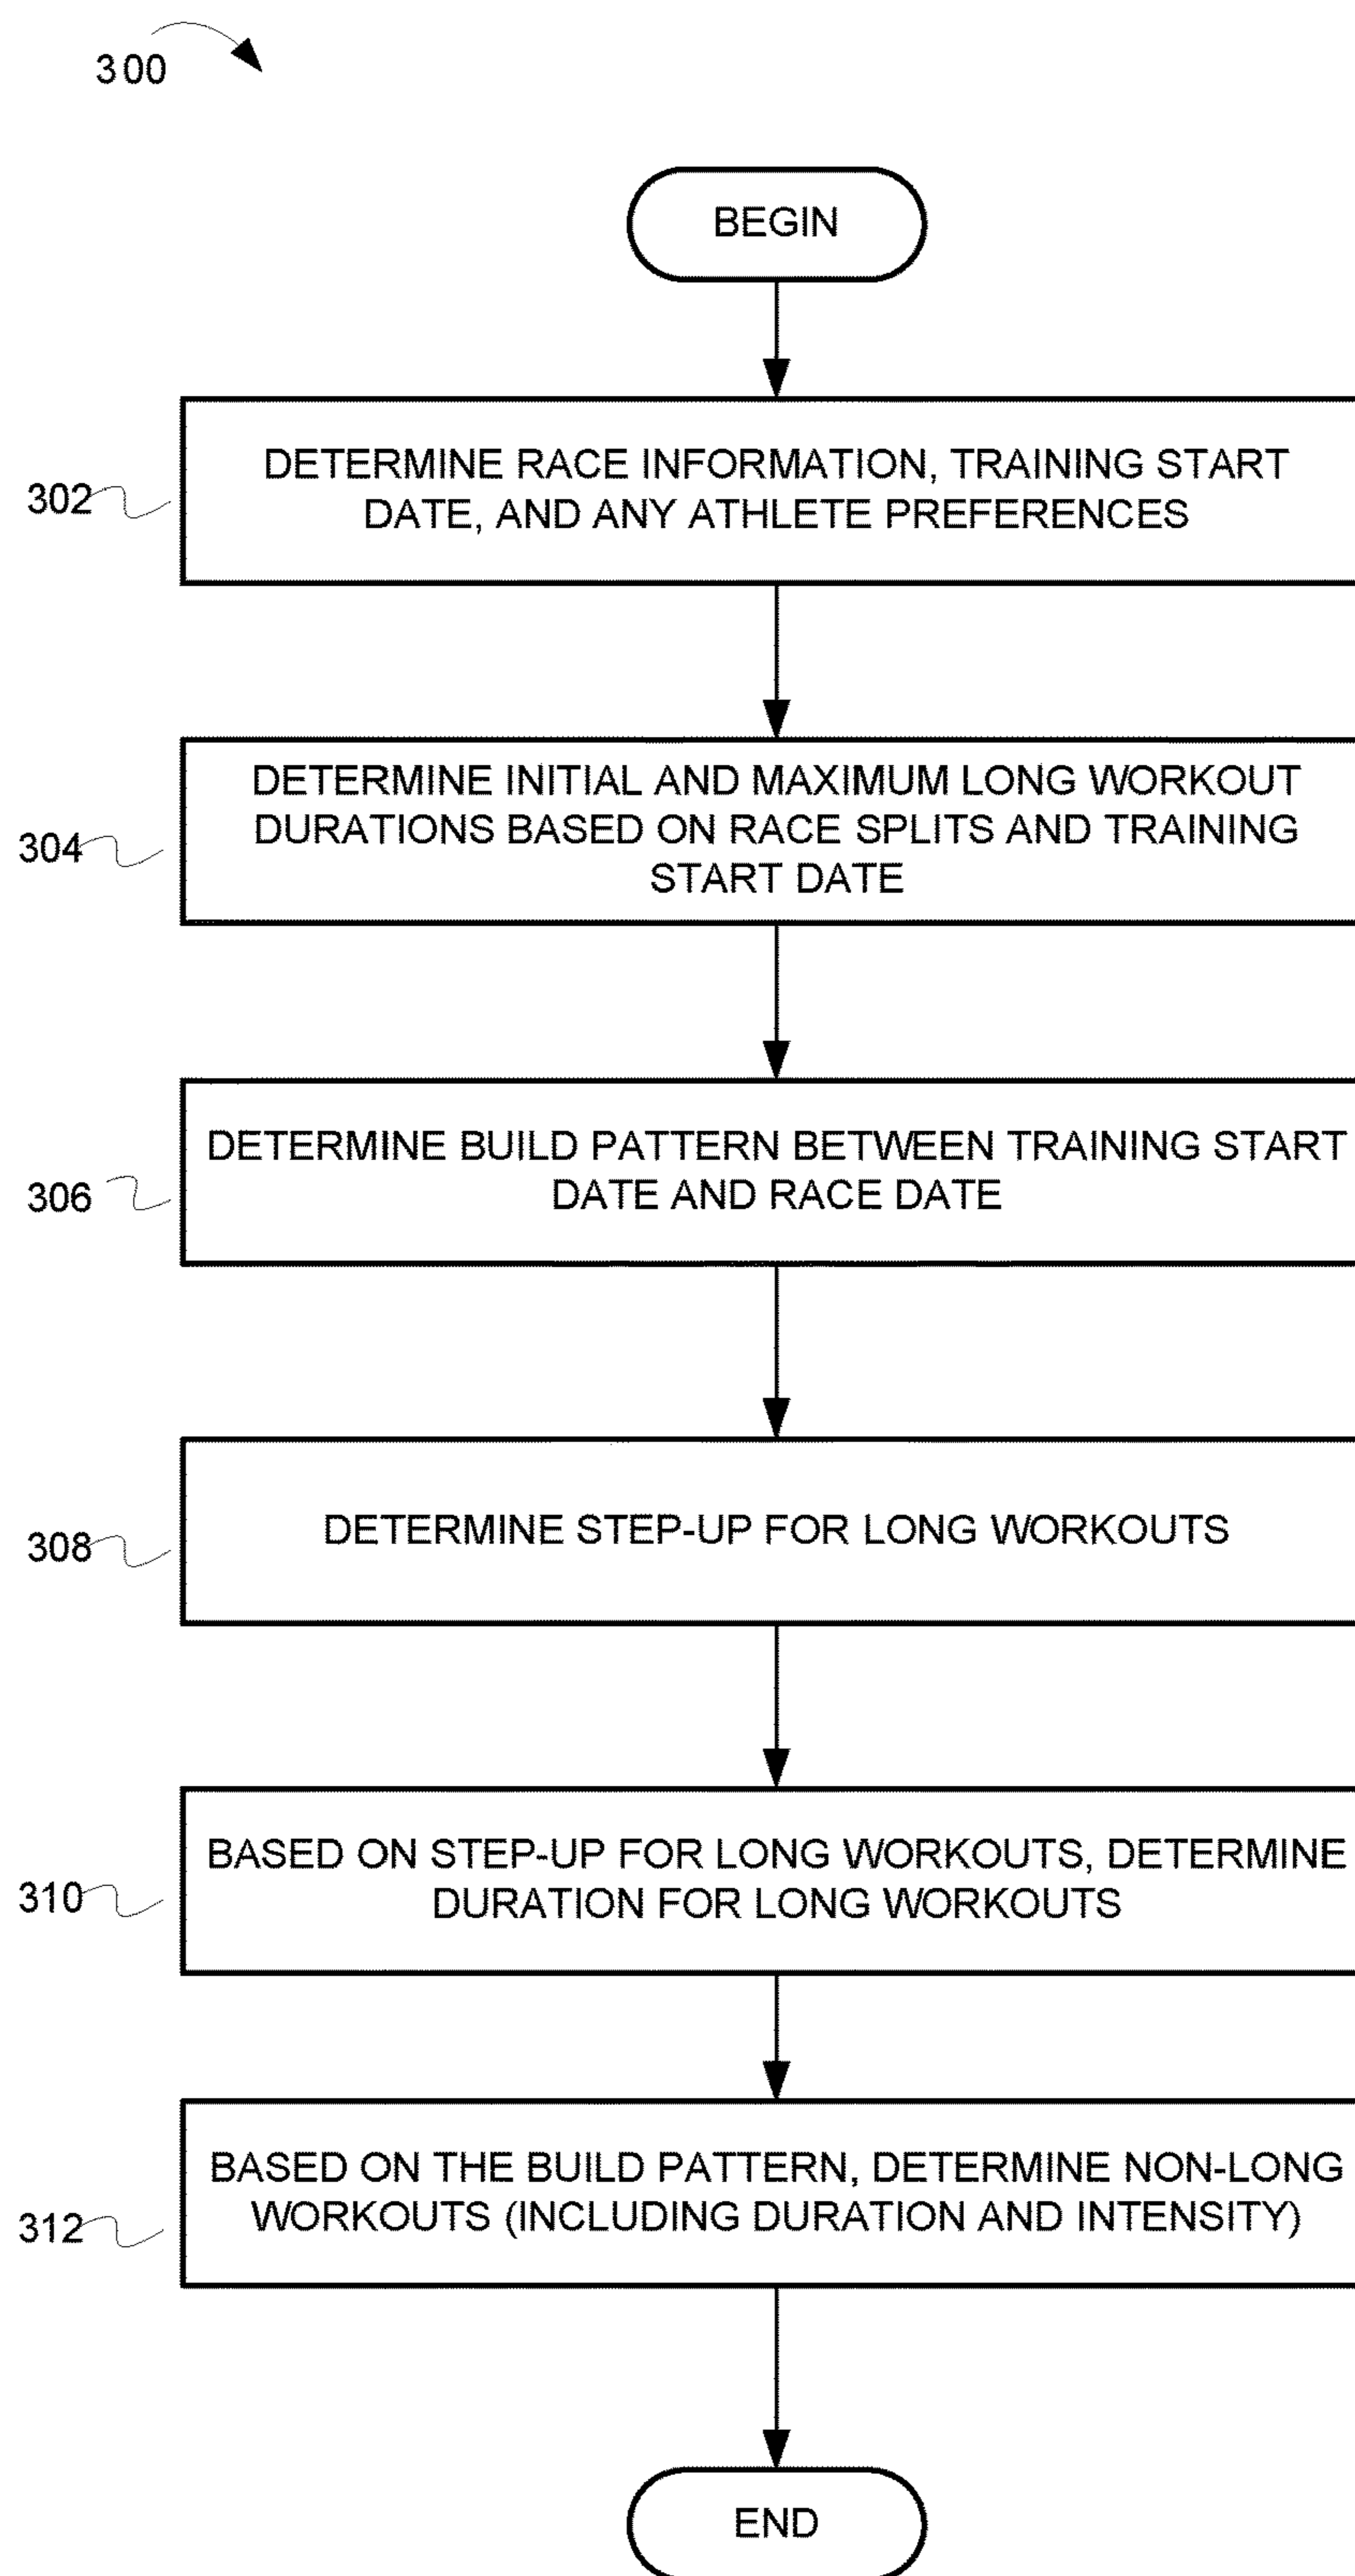 300
BEGIN
302
DETERMINE RACE INFORMATION, TRAINING START
DATE, AND ANY ATHLETE PREFERENCES
304
DETERMINE INITIAL AND MAXIMUM LONG WORKOUT
DURATIONS BASED ON RACE SPLITS AND TRAINING
START DATE
306
DETERMINE BUILD PATTERN BETWEEN TRAINING START
DATE AND RACE DATE
308
DETERMINE STEP-UP FOR LONG WORKOUTS
310
BASED ON STEP-UP FOR LONG WORKOUTS, DETERMINE
DURATION FOR LONG WORKOUTS
312
BASED ON THE BUILD PATTERN, DETERMINE NON-LONG
WORKOUTS (INCLUDING DURATION AND INTENSITY)
END